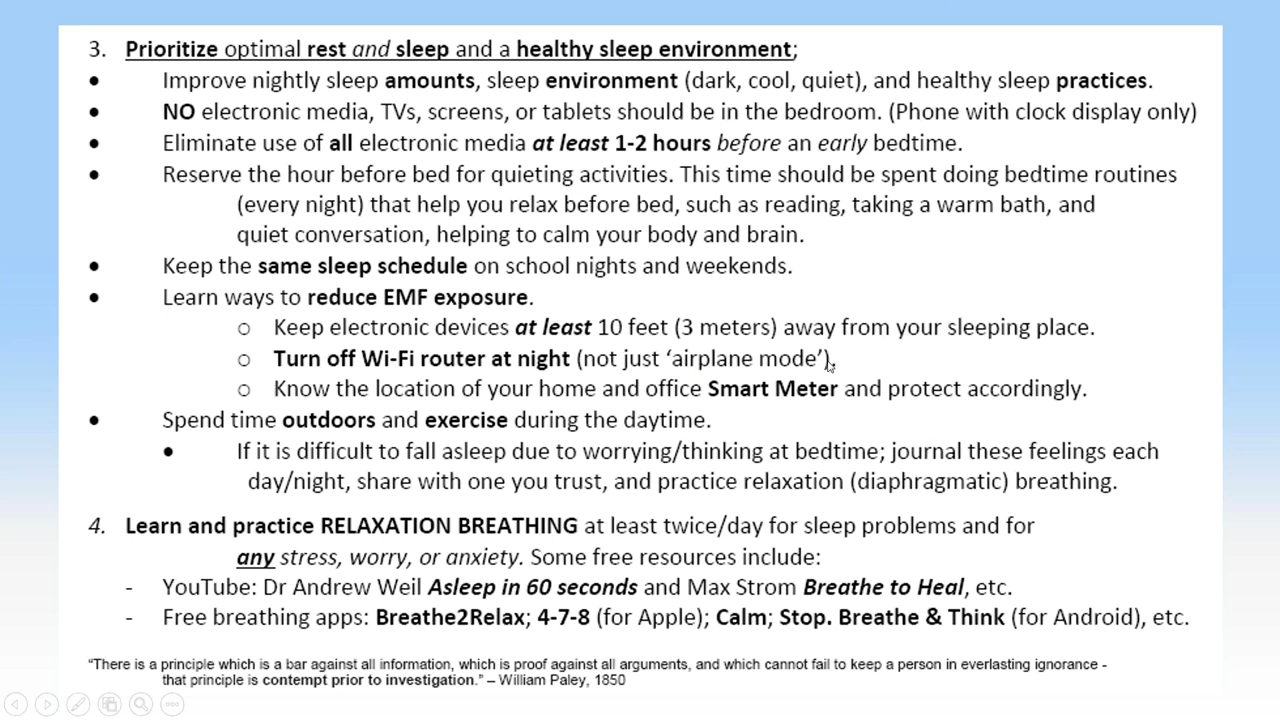 3. Prioritize optimal rest and sleep and a healthy sleep environment;
• Improve nightly sleep amounts, sleep environment (dark, cool, quiet), and healthy sleep practices.
• NO electronic media, TVs, screens, or tablets should be in the bedroom. (Phone with clock display only)
• Eliminate use of all electronic media at least 1-2 hours before an early bedtime.
• Reserve the hour before bed for quieting activities. This time should be spent doing bedtime routines
(every night) that help you relax before bed, such as reading, taking a warm bath, and
quiet conversation, helping to calm your body and brain.
• Keep the same sleep schedule on school nights and weekends.
• Learn ways to reduce EMF exposure.
○ Keep electronic devices at least 10 feet (3 meters) away from your sleeping place.
○ Turn off Wi-Fi router at night (not just ‘airplane mode’).
○ Know the location of your home and office Smart Meter and protect accordingly.
• Spend time outdoors and exercise during the daytime.
• If it is difficult to fall asleep due to worrying/thinking at bedtime; journal these feelings each
day/night, share with one you trust, and practice relaxation (diaphragmatic) breathing.
4. Learn and practice RELAXATION BREATHING at least twice/day for sleep problems and for
any stress, worry, or anxiety. Some free resources include:
- YouTube: Dr Andrew Weil Asleep in 60 seconds and Max Strom Breathe to Heal, etc.
- Free breathing apps: Breathe2Relax; 4-7-8 (for Apple); Calm; Stop. Breathe & Think (for Android), etc.
“There is a principle which is a bar against all information, which is proof against all arguments, and which cannot fail to keep a person in everlasting ignorance -
that principle is contempt prior to investigation.” – William Paley, 1850